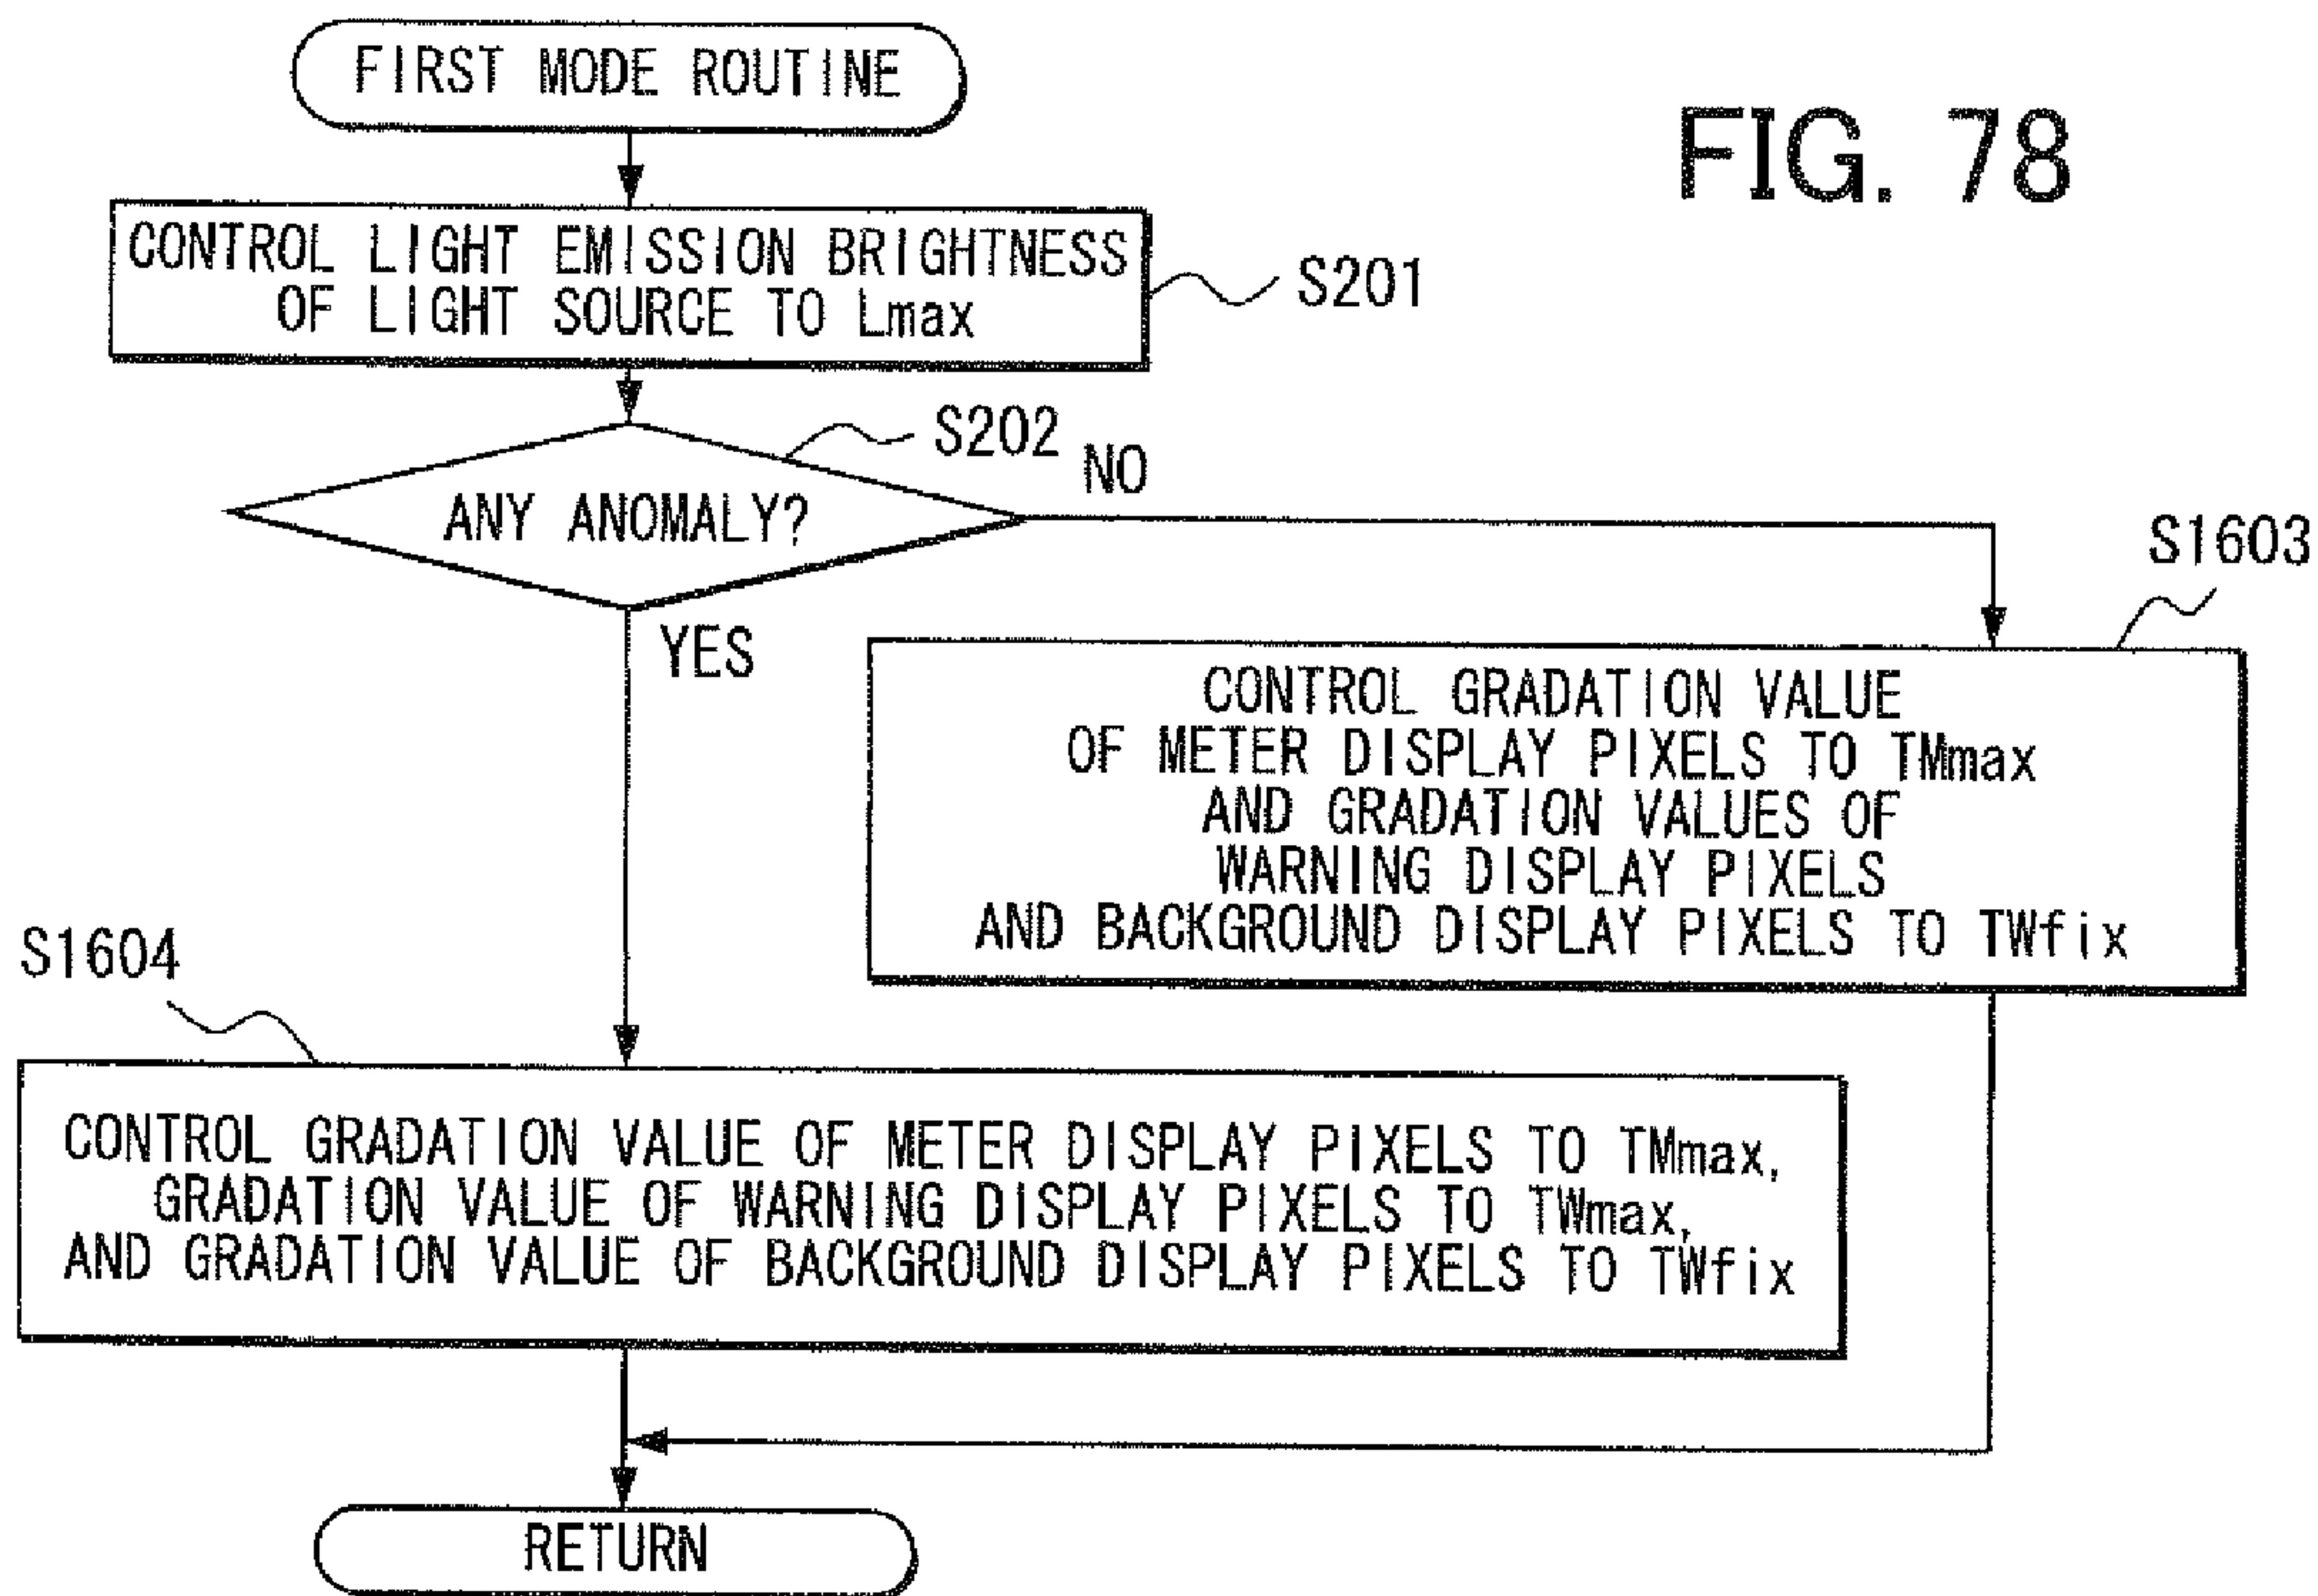 FIRST MODE ROUTINE
FIG. 78
CONTROL LIGHT EMISSION BRIGHTNESS
OF LIGHT SOURCE TO Lmax
S201
S202
ANY ANOMALY?
NO
YES
S1603
CONTROL GRADATION VALUE
OF METER DISPLAY PIXELS TO TMmax
AND GRADATION VALUES OF
WARNING DISPLAY PIXELS
AND BACKGROUND DISPLAY PIXELS TO TWfix
S1604
CONTROL GRADATION VALUE OF METER DISPLAY PIXELS TO TMmax,
GRADATION VALUE OF WARNING DISPLAY PIXELS TO TWmax,
AND GRADATION VALUE OF BACKGROUND DISPLAY PIXELS TO TWfix
RETURN